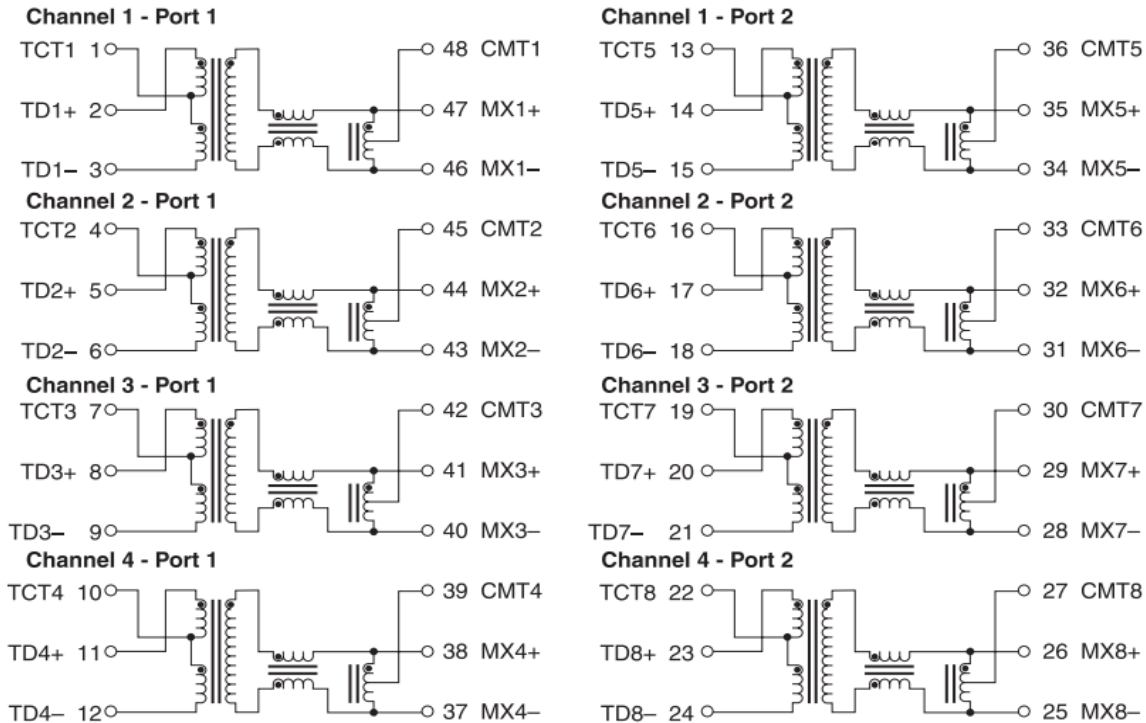 Channel 1 - Port 1
TCT1 1 48 CMT1
TD1+ 2 47 MX1+
TD1– 3 46 MX1–
Channel 2 - Port 1
TCT2 4 45 CMT2
TD2+ 5 44 MX2+
TD2– 6 43 MX2–
Channel 3 - Port 1
TCT3 7 42 CMT3
TD3+ 8 41 MX3+
TD3– 9 40 MX3–
Channel 4 - Port 1
TCT4 10 39 CMT4
TD4+ 11 38 MX4+
TD4– 12 37 MX4–
Channel 1 - Port 2
TCT5 13 36 CMT5
TD5+ 14 35 MX5+
TD5– 15 34 MX5–
Channel 2 - Port 2
TCT6 16 33 CMT6
TD6+ 17 32 MX6+
TD6– 18 31 MX6–
Channel 3 - Port 2
TCT7 19 30 CMT7
TD7+ 20 29 MX7+
TD7– 21 28 MX7–
Channel 4 - Port 2
TCT8 22 27 CMT8
TD8+ 23 26 MX8+
TD8– 24 25 MX8–